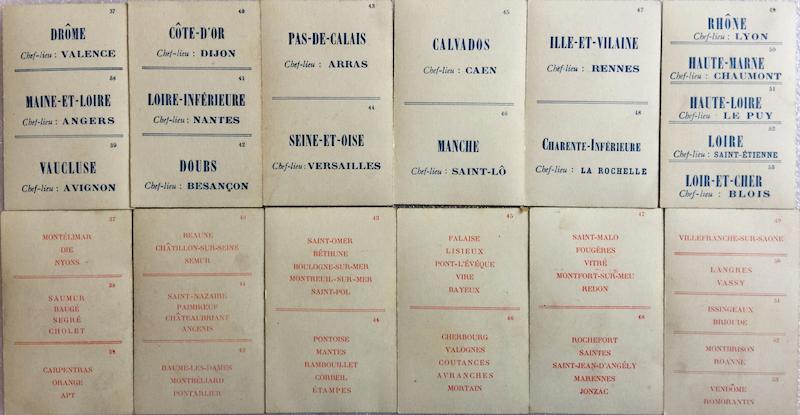 37
DRÔME
Chef-lieu : VALENCE
38
MAINE-ET-LOIRE
Chef-lieu : ANGERS
39
VAUCLUSE
Chef-lieu : AVIGNON
40
CÔTE-D'OR
Chef-lieu : DIJON
41
LOIRE-INFÉRIEURE
Chef-lieu : NANTES
42
DOUBS
Chef-lieu : BESANÇON
43
PAS-DE-CALAIS
Chef-lieu : ARRAS
44
SEINE-ET-OISE
Chef-lieu : VERSAILLES
45
CALVADOS
Chef-lieu : CAEN
46
MANCHE
Chef-lieu : SAINT-LÔ
47
ILLE-ET-VILAINE
Chef-lieu : RENNES
48
CHARENTE-INFÉRIEURE
Chef-lieu : LA ROCHELLE
49
RHÔNE
Chef-lieu : LYON
50
HAUTE-MARNE
Chef-lieu : CHAUMONT
51
HAUTE-LOIRE
Chef-lieu : LE PUY
52
LOIRE
Chef-lieu : SAINT-ÉTIENNE
53
LOIR-ET-CHER
Chef-lieu : BLOIS
37
MONTÉLIMAR
DIE
NYONS
38
SAUMUR
BAUGÉ
SEGRÉ
CHOLET
39
CARPENTRAS
ORANGE
APT
40
BEAUNE
CHÂTILLON-SUR-SEINE
SEMUR
41
SAINT-NAZAIRE
PAIMBŒUF
CHÂTEAUBRIANT
ANCENIS
42
BAUME-LES-DAMES
MONTBÉLIARD
PONTARLIER
43
SAINT-OMER
BÉTHUNE
BOULOGNE-SUR-MER
MONTREUIL-SUR-MER
SAINT-POL
44
PONTOISE
MANTES
RAMBOUILLET
CORBEIL
ÉTAMPES
45
FALAISE
LISIEUX
PONT-L'ÉVÊQUE
VIRE
BAYEUX
46
CHERBOURG
VALOGNES
COUTANCES
AVRANCHES
MORTAIN
47
SAINT-MALO
FOUGÈRES
VITRÉ
MONTFORT-SUR-MEU
REDON
48
ROCHEFORT
SAINTES
SAINT-JEAN-D'ANGÉLY
MARENNES
JONZAC
49
VILLEFRANCHE-SUR-SAONE
50
LANGRES
VASSY
51
ISSINGEAUX
BRIOUDE
52
MONTBRISON
ROANNE
53
VENDÔME
ROMORANTIN